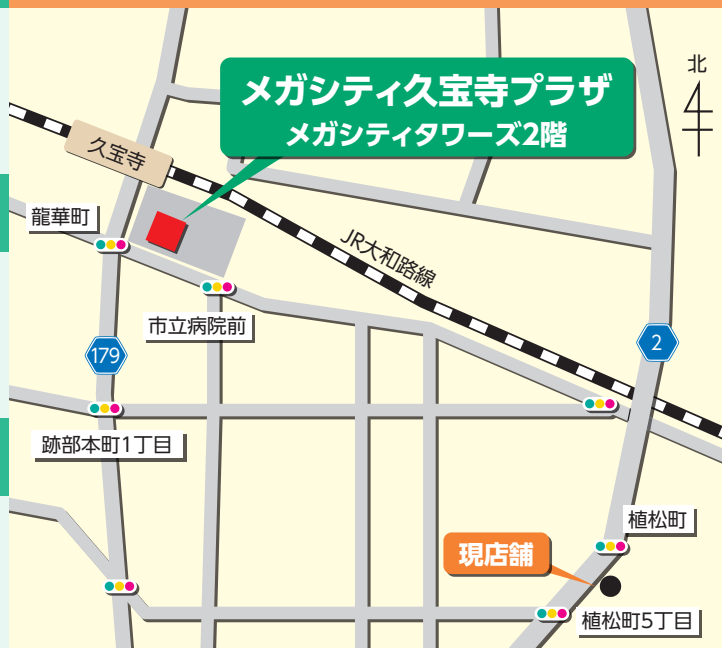 メガシティ久宝寺プラザ
メガシティタワーズ2階
北
久宝寺
龍華町
JR大和路線
市立病院前
179
2
跡部本町1丁目
植松町
現店舗
植松町5丁目